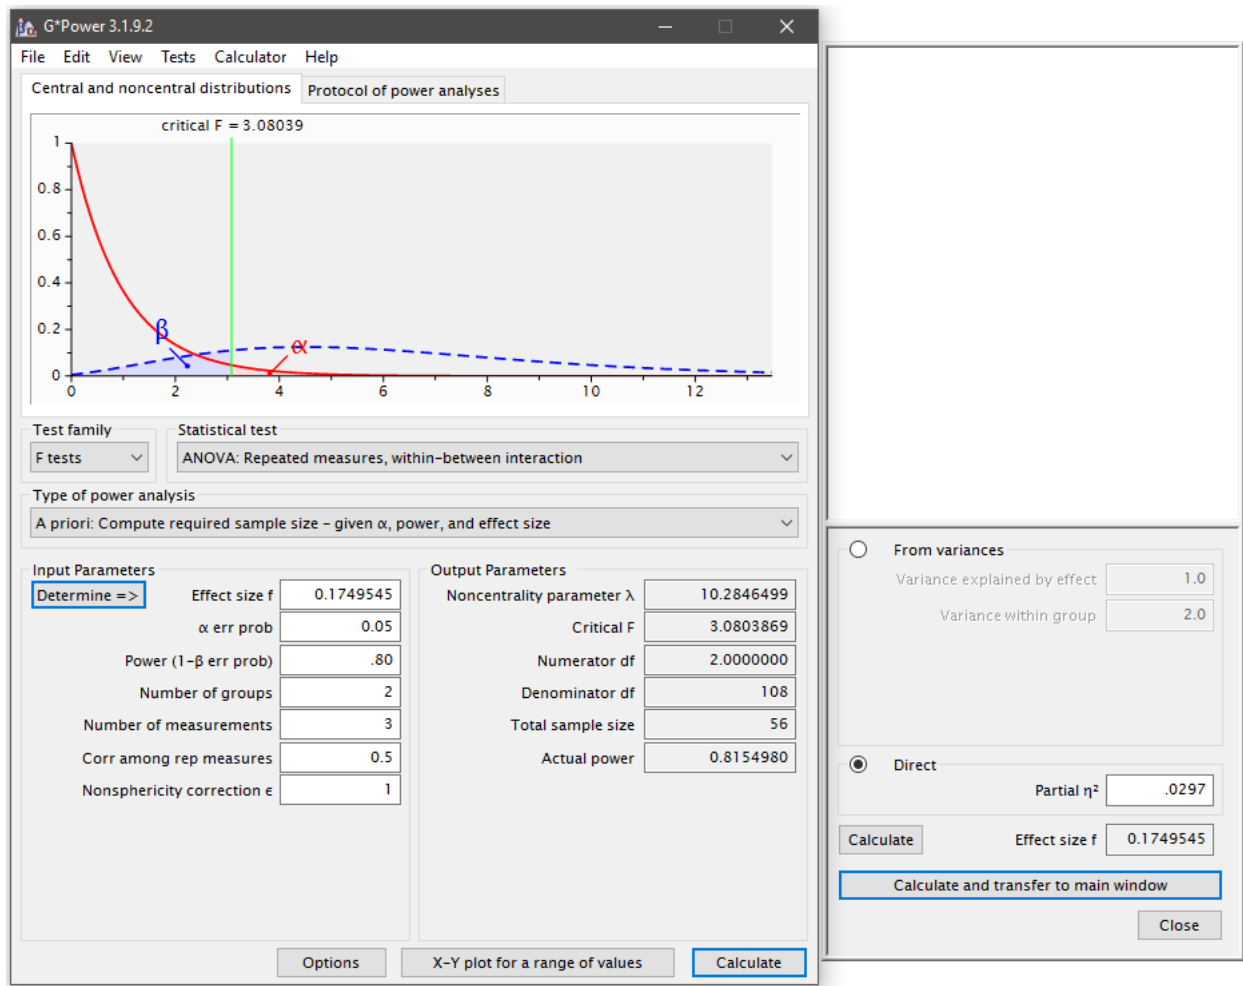 G*Power 3.1.9.2
File Edit View Tests Calculator Help
Central and noncentral distributions Protocol of power analyses
critical F = 3.08039
1
0.8
0.6
0.4
0.2
0
β
α
0 2 4 6 8 10 12
Test family Statistical test
F tests ANOVA: Repeated measures, within-between interaction
Type of power analysis
A priori: Compute required sample size - given α, power, and effect size
Input Parameters Output Parameters
Determine => Effect size f 0.1749545 Noncentrality parameter λ 10.2846499
α err prob 0.05 Critical F 3.0803869
Power (1-β err prob) .80 Numerator df 2.0000000
Number of groups 2 Denominator df 108
Number of measurements 3 Total sample size 56
Corr among rep measures 0.5 Actual power 0.8154980
Nonsphericity correction ϵ 1
Options X-Y plot for a range of values Calculate
From variances
Variance explained by effect 1.0
Variance within group 2.0
Direct
Partial η² .0297
Calculate Effect size f 0.1749545
Calculate and transfer to main window
Close